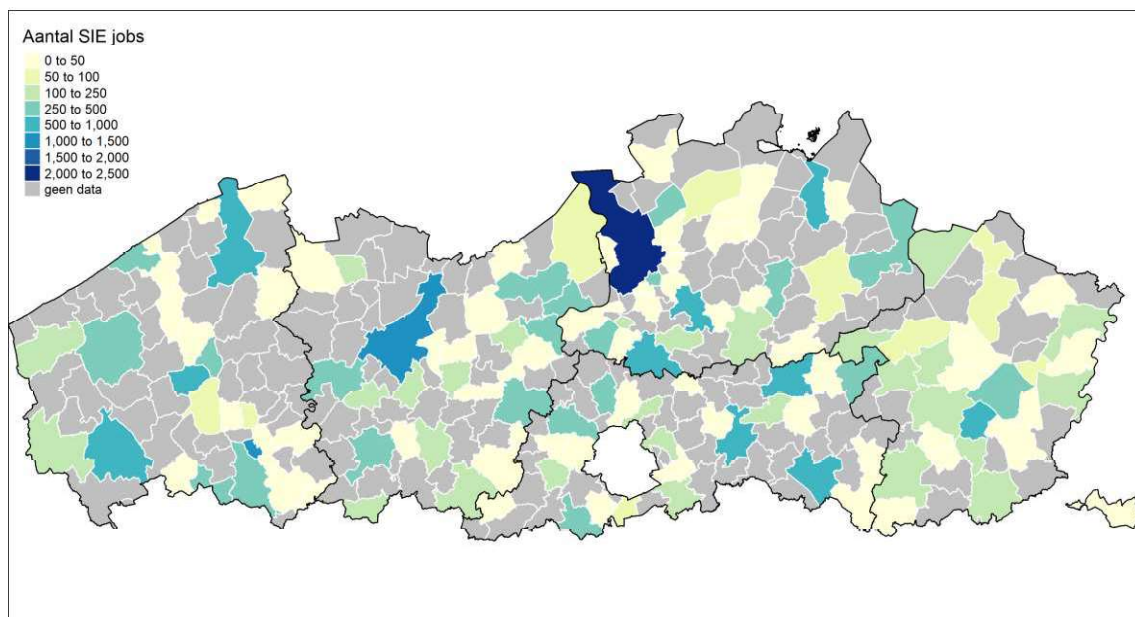 Aantal SIE jobs
0 to 50
50 to 100
100 to 250
250 to 500
500 to 1,000
1,000 to 1,500
1,500 to 2,000
2,000 to 2,500
geen data